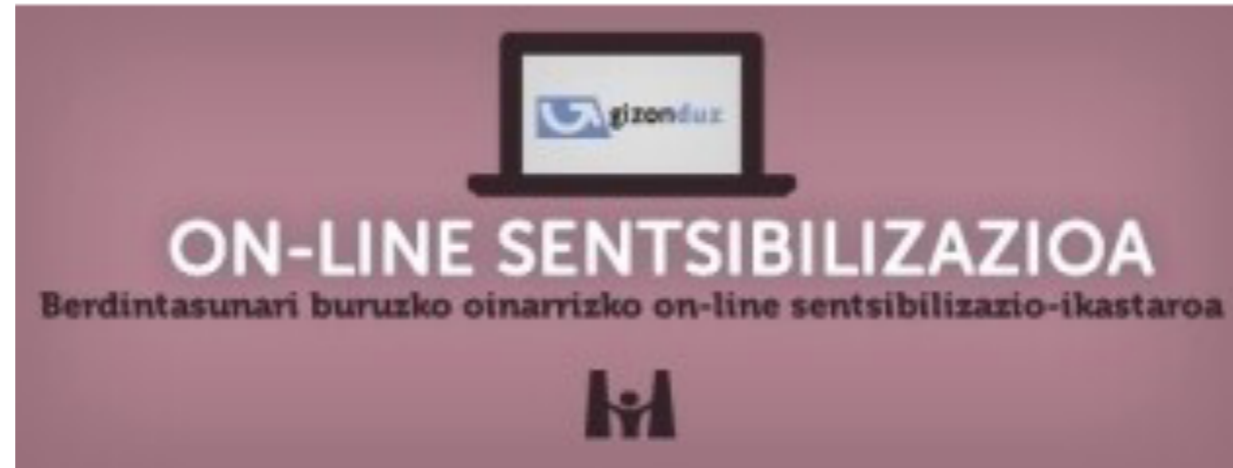 gizonduz
ON-LINE SENTSIBILIZAZIOA
Berdintasunari buruzko oinarrizko on-line sentsibilizazio-ikastaroa